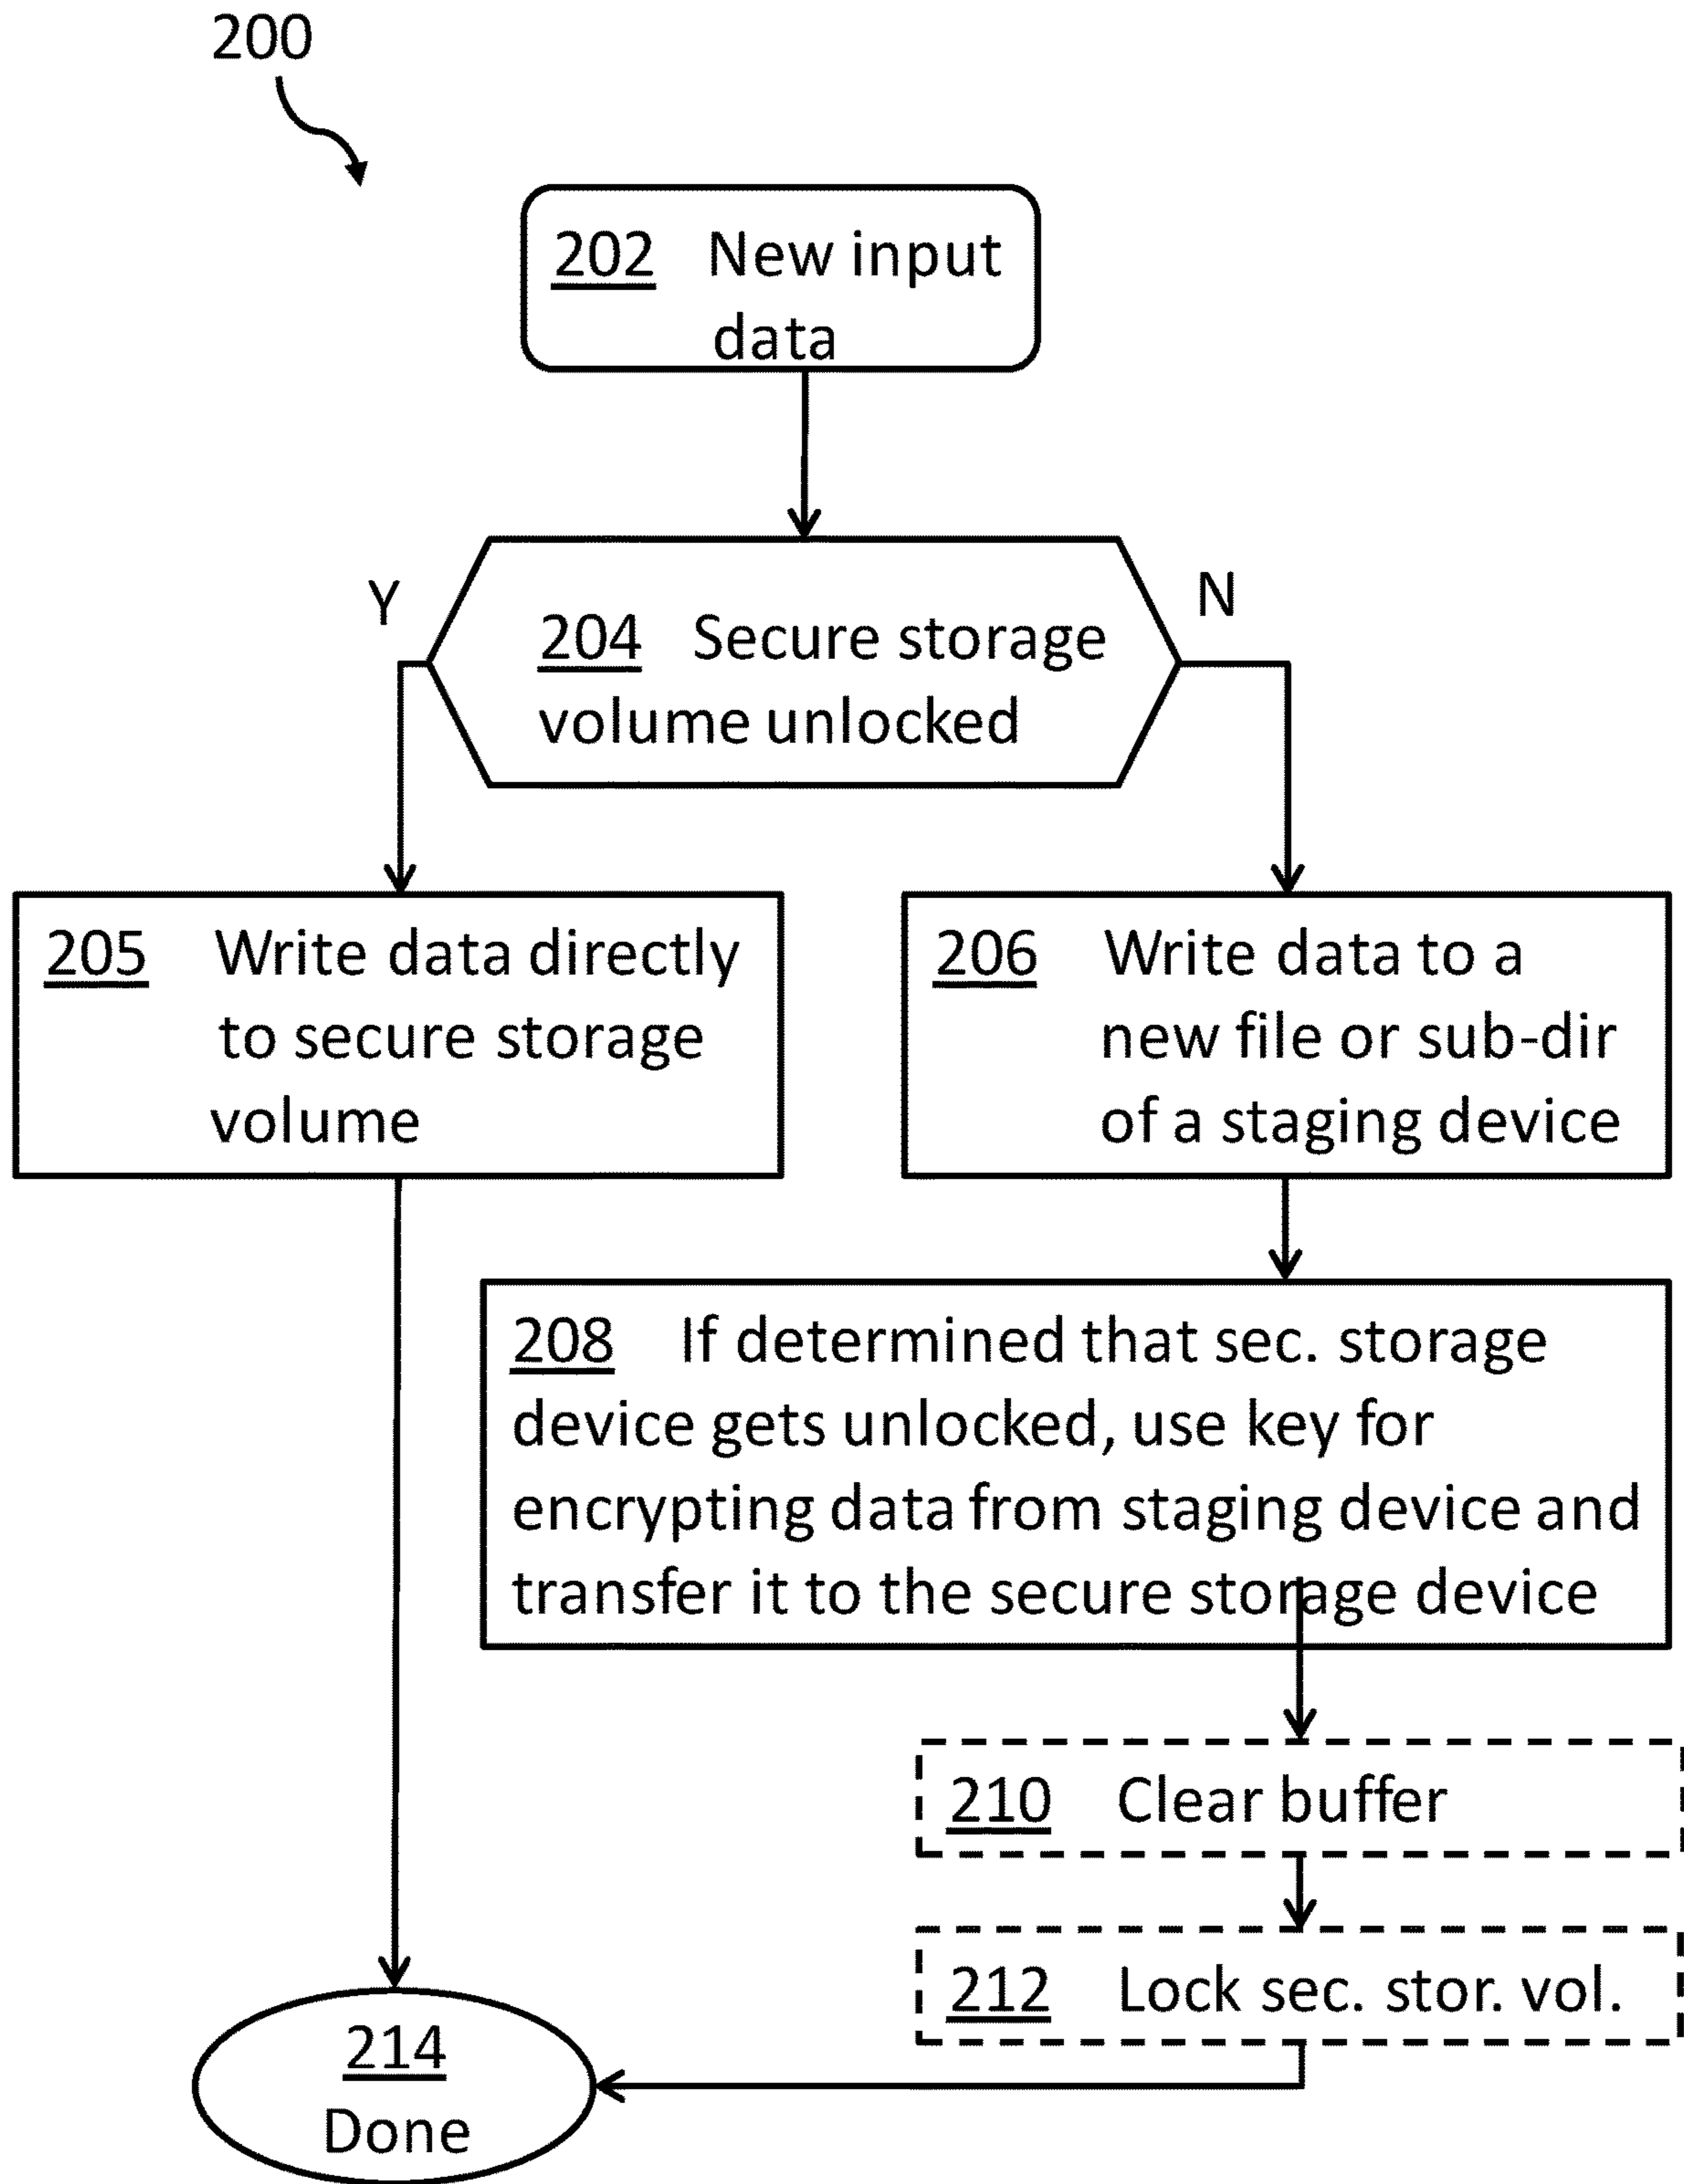 200
202 New input
data
Y
N
204 Secure storage
volume unlocked
205 Write data directly
to secure storage
volume
206 Write data to a
new file or sub-dir
of a staging device
208 If determined that sec. storage
device gets unlocked, use key for
encrypting data from staging device and
transfer it to the secure storage device
210 Clear buffer
212 Lock sec. stor. vol.
214
Done